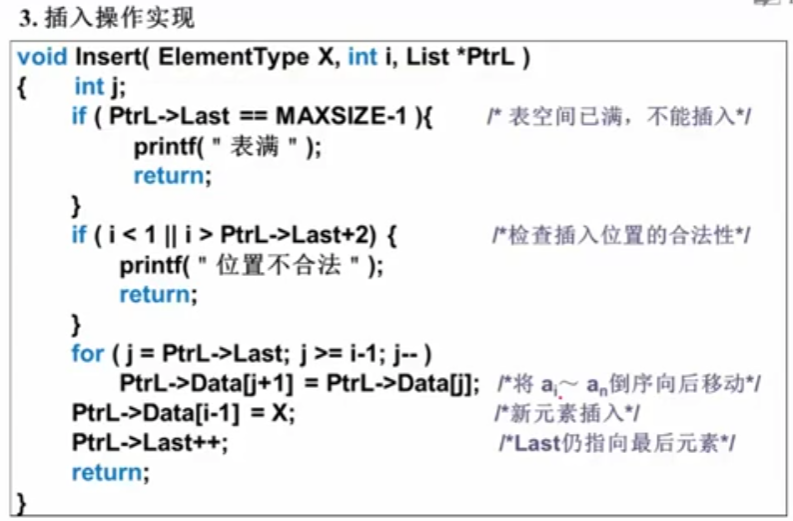 3. 插入操作实现
void Insert( ElementType X, int i, List *PtrL )
{ int j;
if ( PtrL->Last == MAXSIZE-1 ){ /* 表空间已满，不能插入*/
printf( " 表满 " );
return;
}
if ( i < 1 || i > PtrL->Last+2) { /*检查插入位置的合法性*/
printf( " 位置不合法 " );
return;
}
for ( j = PtrL->Last; j >= i-1; j-- )
PtrL->Data[j+1] = PtrL->Data[j]; /*将 ai～ an倒序向后移动*/
PtrL->Data[i-1] = X; /*新元素插入*/
PtrL->Last++; /*Last仍指向最后元素*/
return;
}